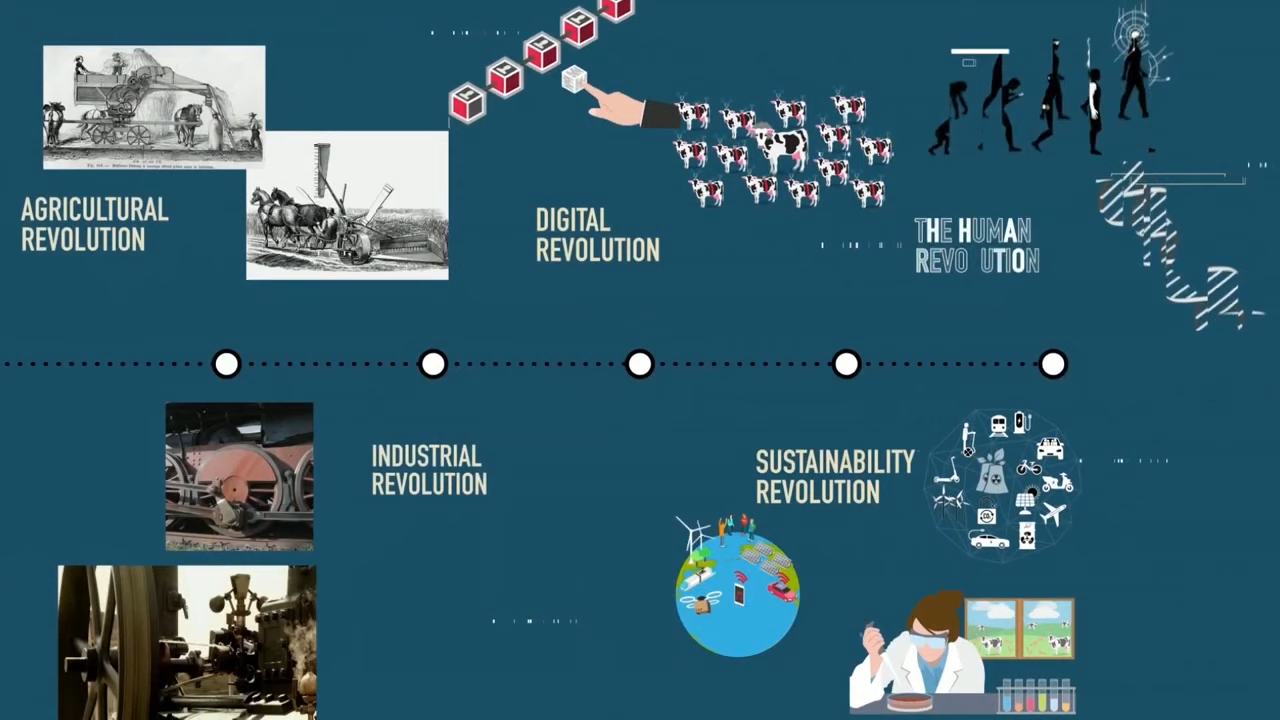 AGRICULTURAL
REVOLUTION
DIGITAL
REVOLUTION
THE HUMAN
REVO UTION
INDUSTRIAL
REVOLUTION
SUSTAINABILITY
REVOLUTION